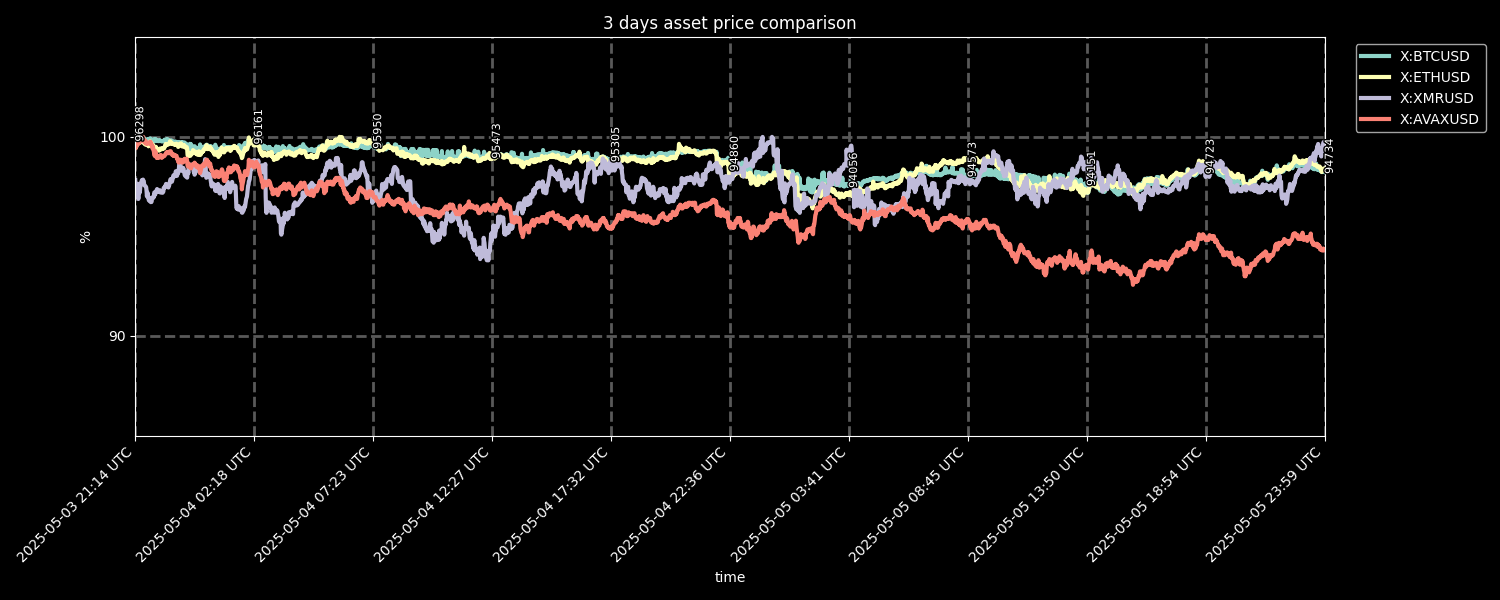 3 days asset price comparison
X:BTCUSD
X:ETHUSD
X:XMRUSD
X:AVAXUSD
100
90
%
96298
96161
95950
95473
95305
94860
94056
94573
94151
94723
94734
2025-05-03 21:14 UTC
2025-05-04 02:18 UTC
2025-05-04 07:23 UTC
2025-05-04 12:27 UTC
2025-05-04 17:32 UTC
2025-05-04 22:36 UTC
2025-05-05 03:41 UTC
2025-05-05 08:45 UTC
2025-05-05 13:50 UTC
2025-05-05 18:54 UTC
2025-05-05 23:59 UTC
time